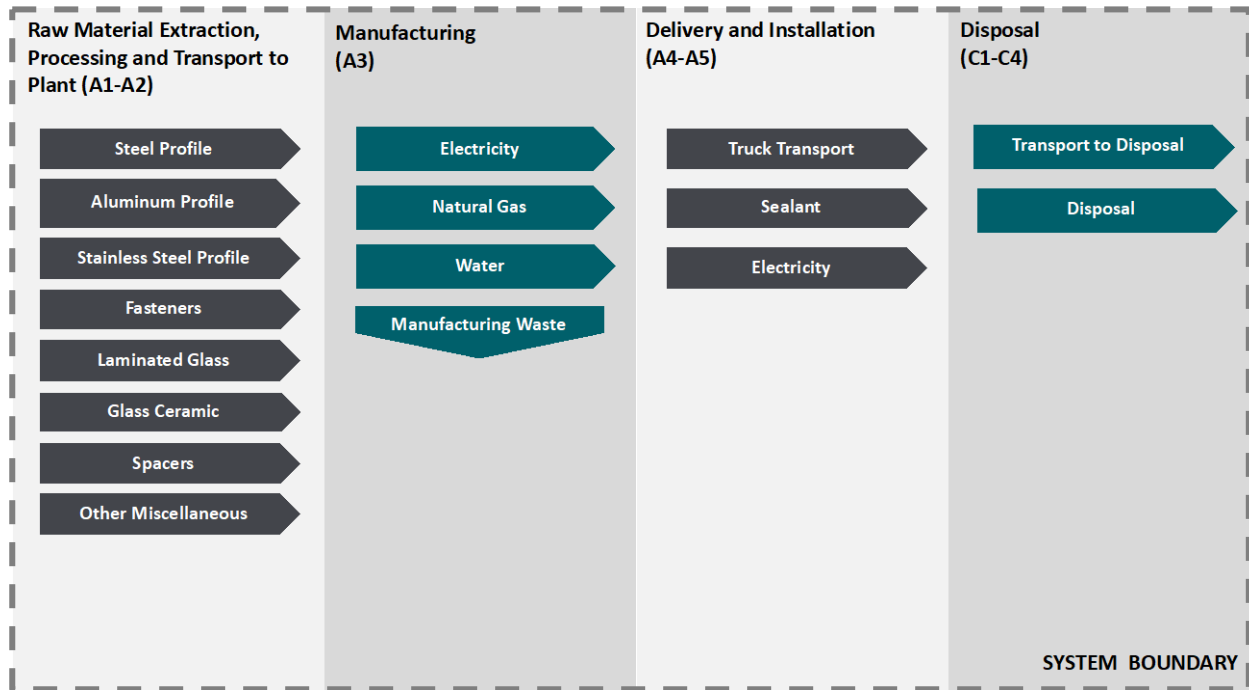 Raw Material Extraction,
Processing and Transport to
Plant (A1-A2)
Steel Profile
Aluminum Profile
Stainless Steel Profile
Fasteners
Laminated Glass
Glass Ceramic
Spacers
Other Miscellaneous
Manufacturing
(A3)
Electricity
Natural Gas
Water
Manufacturing Waste
Delivery and Installation
(A4-A5)
Truck Transport
Sealant
Electricity
Disposal
(C1-C4)
Transport to Disposal
Disposal
SYSTEM BOUNDARY